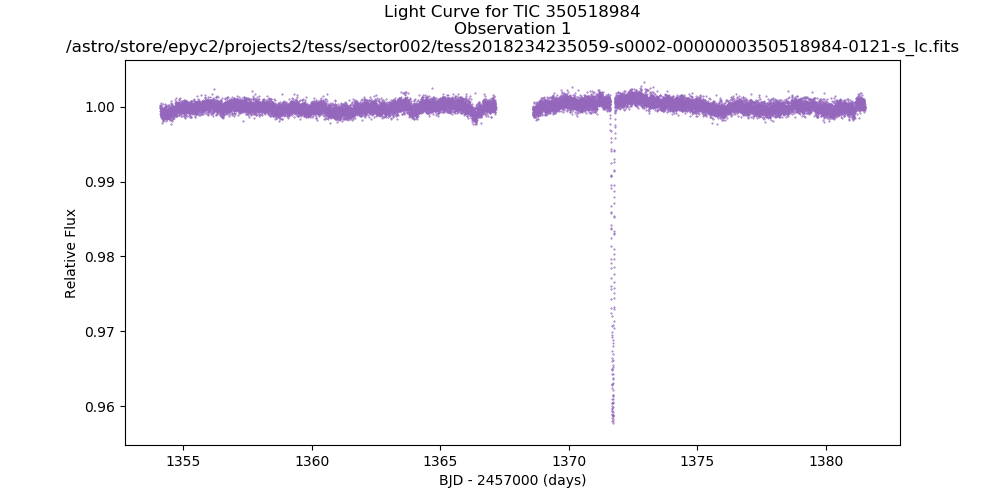 Light Curve for TIC 350518984
Observation 1
/astro/store/epyc2/projects2/tess/sector002/tess2018234235059-s0002-0000000350518984-0121-s_lc.fits
1.00
0.99
0.98
0.97
0.96
Relative Flux
1355 1360 1365 1370 1375 1380
BJD - 2457000 (days)